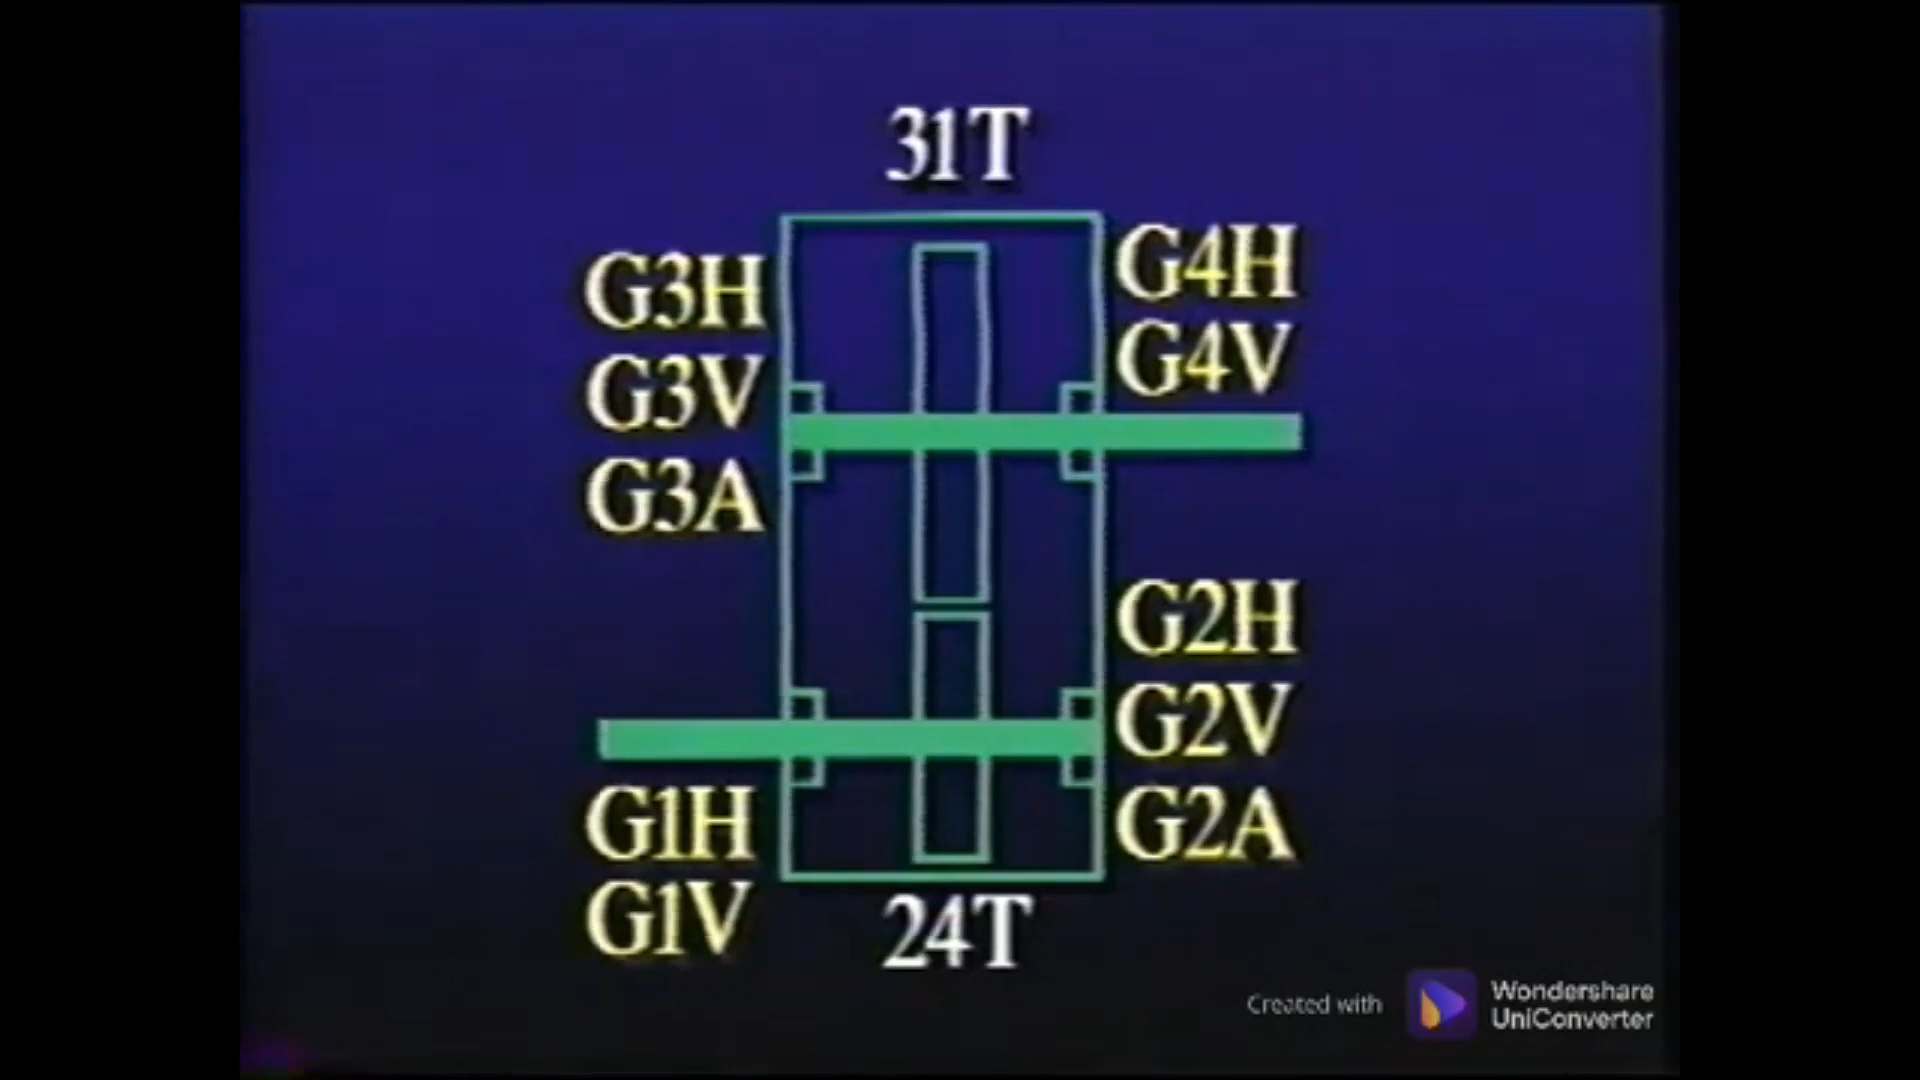 31T
G3H
G3V
G3A
G4H
G4V
G2H
G2V
G2A
G1H
G1V
24T
Created with
Wondershare
UniConverter